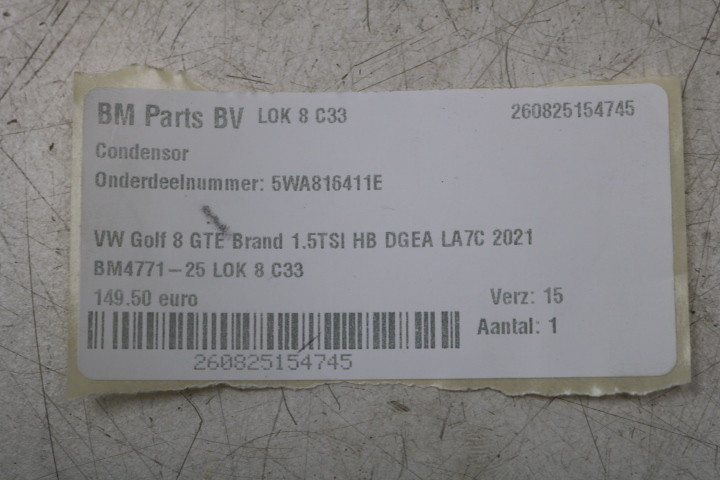 BM Parts BV LOK 8 C33 260825154745
Condensor
Onderdeelnummer: 5WA816411E
VW Golf 8 GTE Brand 1.5TSI HB DGEA LA7C 2021
BM4771-25 LOK 8 C33
149.50 euro Verz: 15
Aantal: 1
260825154745